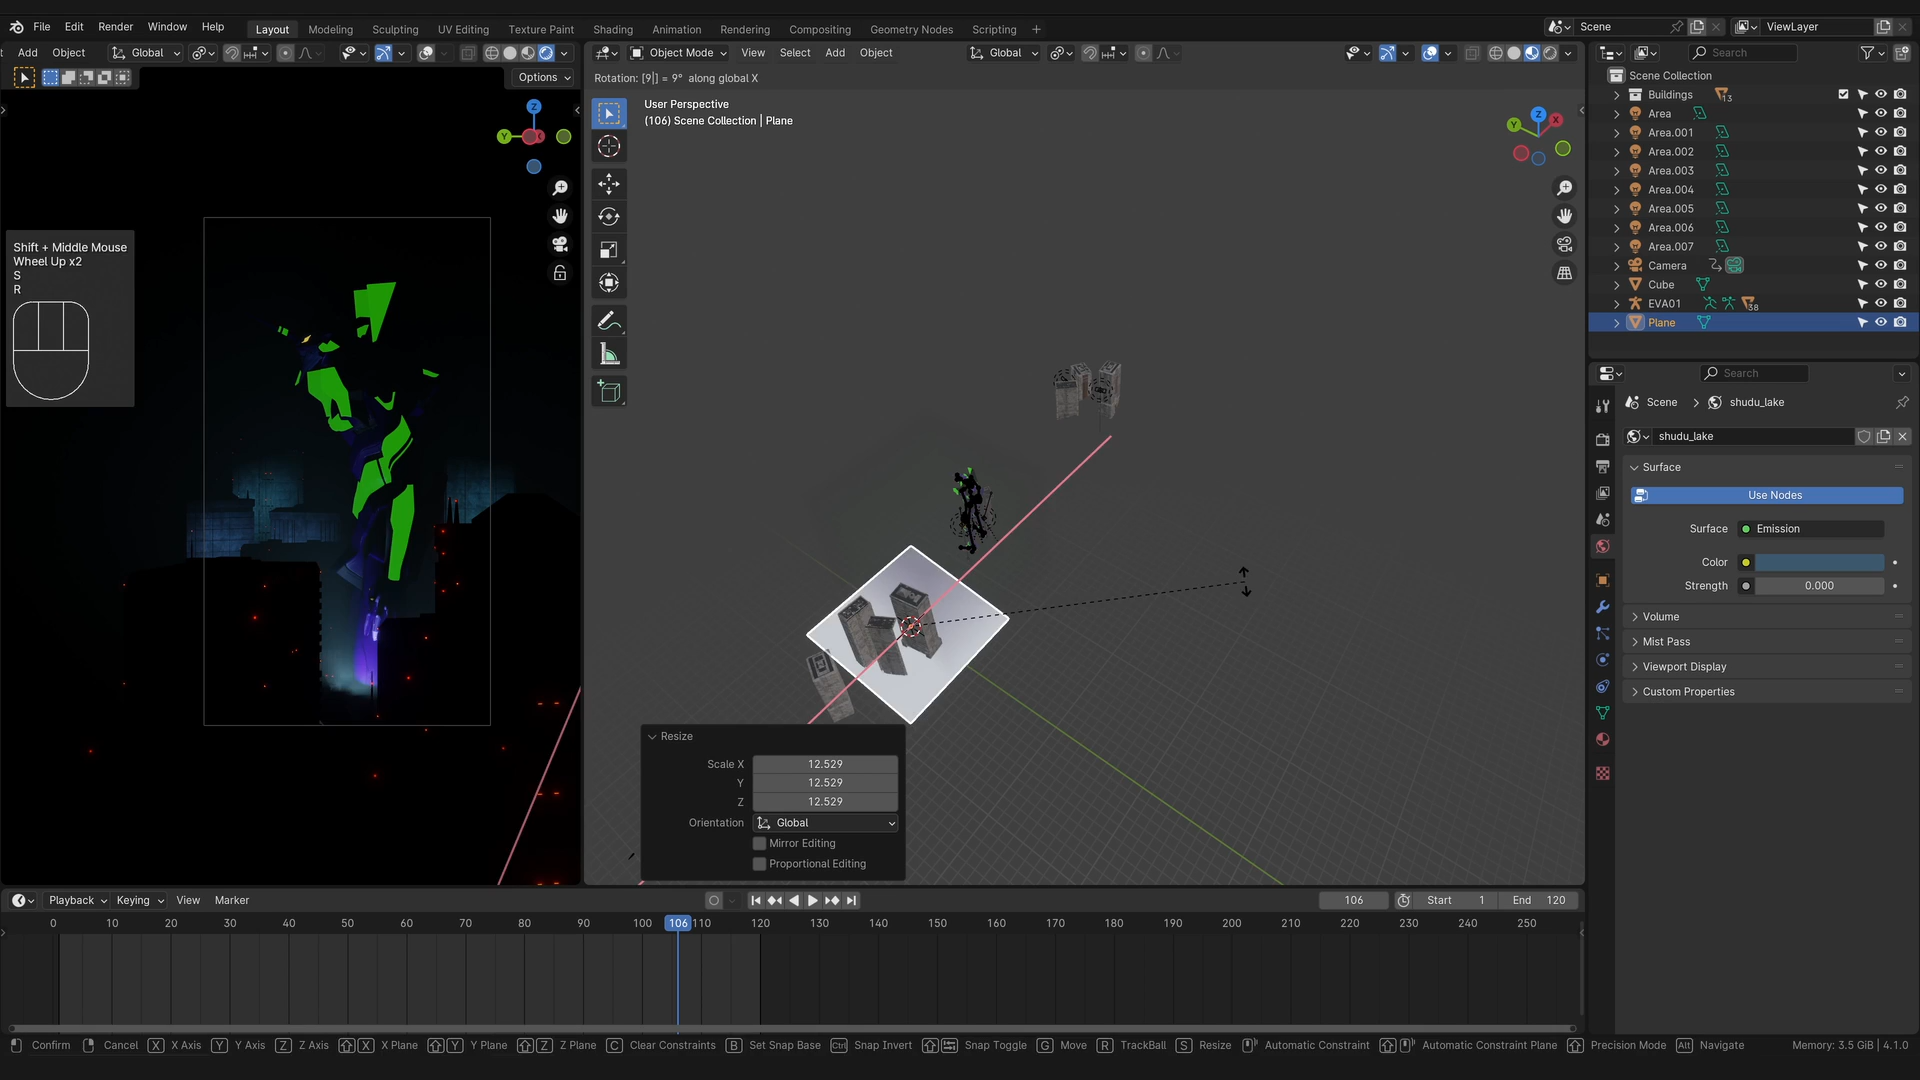 File Edit Render Window Help Layout Modeling Sculpting UV Editing Texture Paint Shading Animation Rendering Compositing Geometry Nodes Scripting + Scene ViewLayer
Add Object Global Object Mode View Select Add Object Global Search
Options
Rotation: [9|] = 9° along global X
User Perspective
(106) Scene Collection | Plane
Z
Y
Z
X
Y
Shift + Middle Mouse
Wheel Up x2
S
R
Scene Collection
Buildings 13
Area
Area.001
Area.002
Area.003
Area.004
Area.005
Area.006
Area.007
Camera
Cube
EVA01 38
Plane
Search
Scene > shudu_lake
shudu_lake
Surface
Use Nodes
Surface Emission
Color
Strength 0.000
Volume
Mist Pass
Viewport Display
Custom Properties
Resize
Scale X 12.529
Y 12.529
Z 12.529
Orientation Global
Mirror Editing
Proportional Editing
Playback Keying View Marker 106 Start 1 End 120
0 10 20 30 40 50 60 70 80 90 100 106 110 120 130 140 150 160 170 180 190 200 210 220 230 240 250
Confirm Cancel X X Axis Y Y Axis Z Z Axis X X Plane Y Y Plane Z Z Plane C Clear Constraints B Set Snap Base Ctrl Snap Invert Snap Toggle G Move R TrackBall S Resize Automatic Constraint Automatic Constraint Plane Precision Mode Alt Navigate Memory: 3.5 GiB | 4.1.0